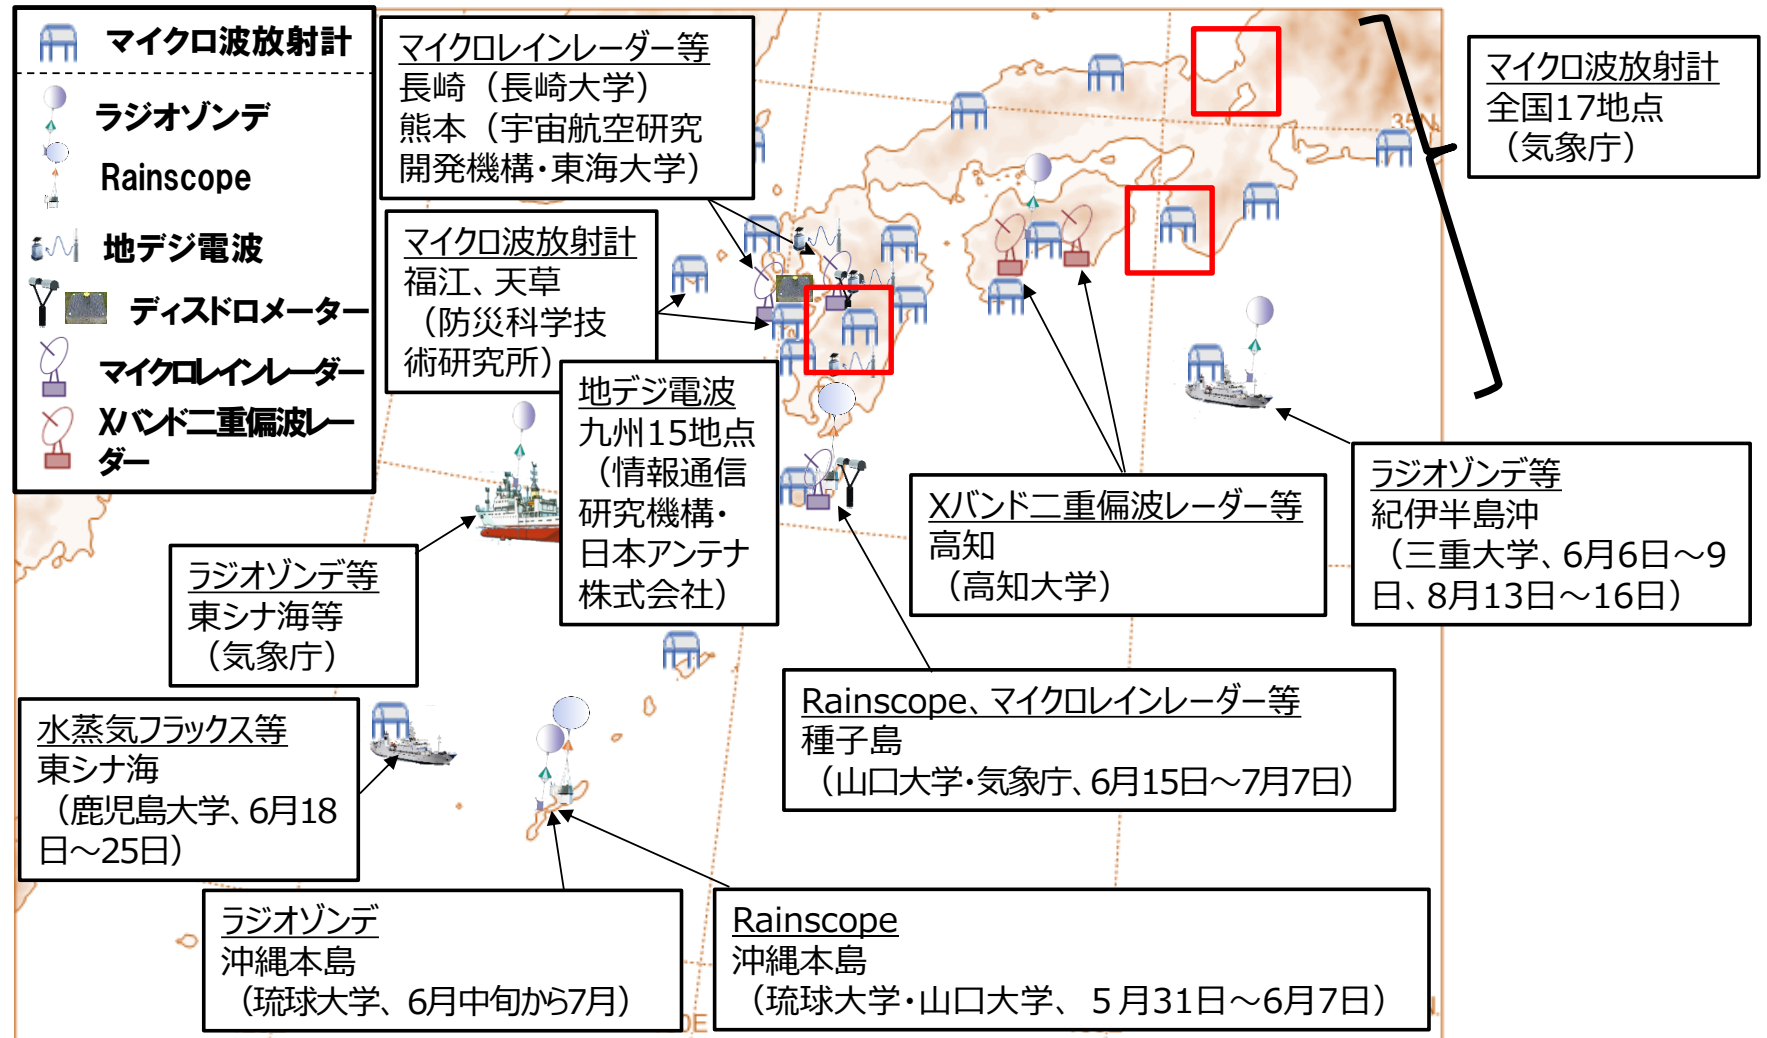 マイクロ波放射計
ラジオゾンデ
Rainscope
地デジ電波
ディスドロメーター
マイクロレインレーダー
Xバンド二重偏波レー
ダー
マイクロレインレーダー等
長崎（長崎大学）
熊本（宇宙航空研究
開発機構・東海大学）
マイクロ波放射計
全国17地点
（気象庁）
35N
マイクロ波放射計
福江、天草
（防災科学技
術研究所）
地デジ電波
九州15地点
（情報通信
研究機構・
日本アンテナ
株式会社）
Xバンド二重偏波レーダー等
高知
（高知大学）
ラジオゾンデ等
紀伊半島沖
（三重大学、6月6日～9
日、8月13日～16日）
ラジオゾンデ等
東シナ海等
（気象庁）
Rainscope、マイクロレインレーダー等
種子島
（山口大学・気象庁、6月15日～7月7日）
水蒸気フラックス等
東シナ海
（鹿児島大学、6月18
日～25日）
ラジオゾンデ
沖縄本島
（琉球大学、6月中旬から7月）
Rainscope
沖縄本島
（琉球大学・山口大学、５月31日～6月7日）